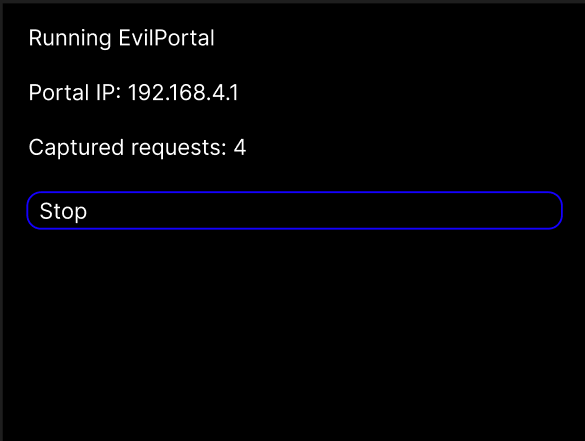 Running EvilPortal
Portal IP: 192.168.4.1
Captured requests: 4
Stop